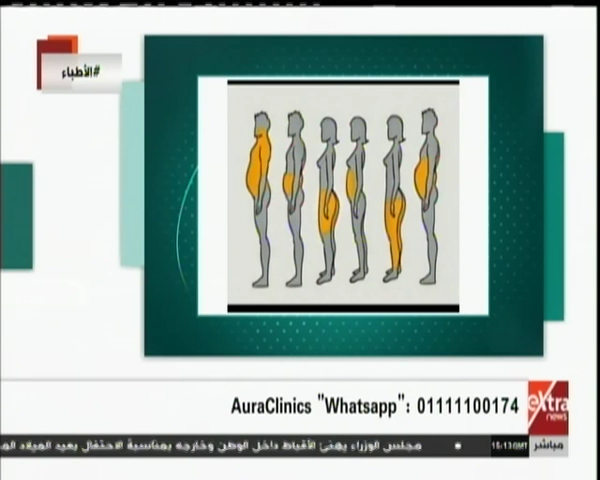 #الأطباء
AuraClinics "Whatsapp": 01111100174
extra
news
مجلس الوزراء يهنئ الأقباط داخل الوطن وخارجه بمناسبة الاحتفال بعيد الميلاد
15:13GMT
مباشر